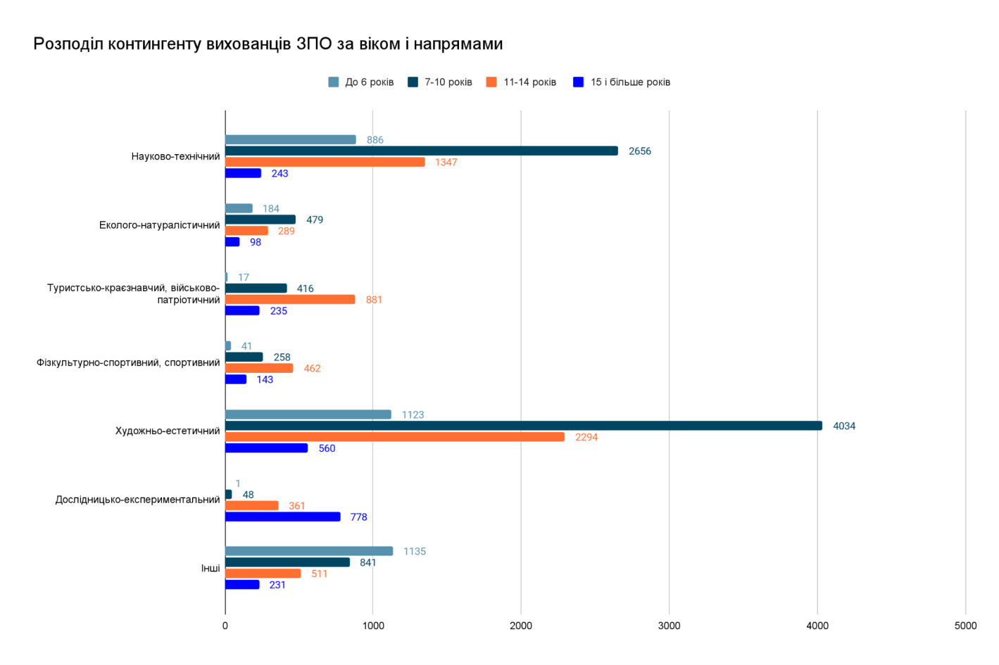 Розподіл контингенту вихованців ЗПО за віком і напрямами
До 6 років 7-10 років 11-14 років 15 і більше років
Науково-технічний
886
2656
1347
243
Еколого-натуралістичний
184
479
289
98
Туристсько-краєзнавчий, військово-
патріотичний
17
416
881
235
Фізкультурно-спортивний, спортивний
41
258
462
143
Художньо-естетичний
1123
4034
2294
560
Дослідницько-експериментальний
1
48
361
778
Інші
1135
841
511
231
0 1000 2000 3000 4000 5000